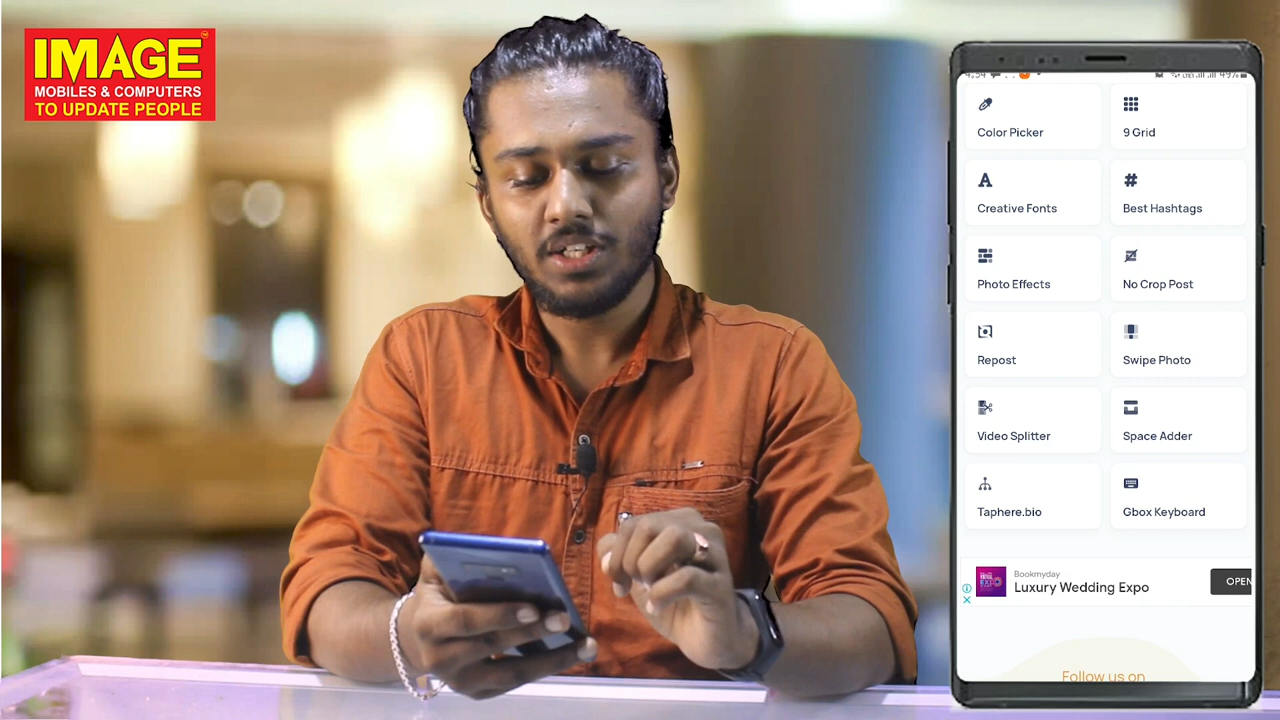 IMAGE
TM
MOBILES & COMPUTERS
TO UPDATE PEOPLE
49%
Color Picker
9 Grid
Creative Fonts
Best Hashtags
Photo Effects
No Crop Post
Repost
Swipe Photo
Video Splitter
Space Adder
Taphere.bio
Gbox Keyboard
Bookmyday
Luxury Wedding Expo
OPEN
Follow us on